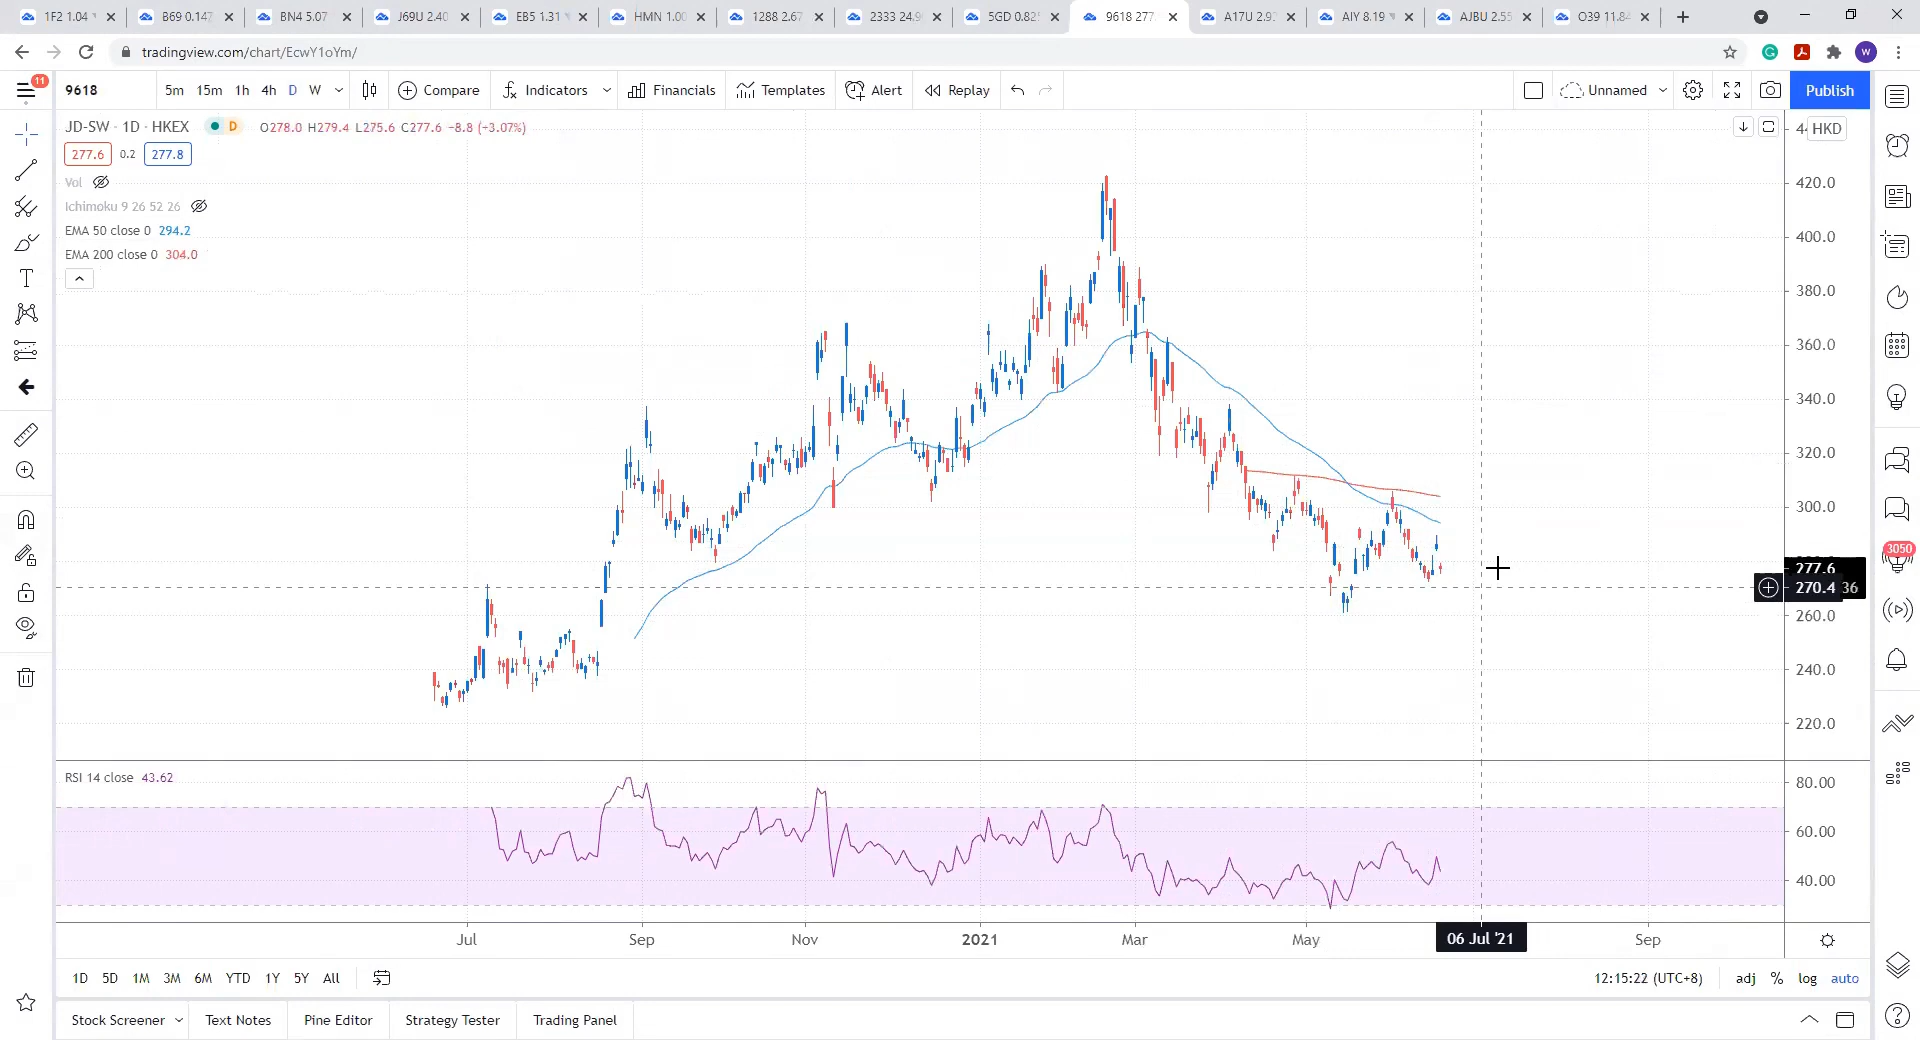 1F2 1.04 B69 0.147 BN4 5.07 J69U 2.40 EB5 1.31 HMN 1.00 1288 2.67 2333 24.9 5GD 0.825 9618 277. A17U 2.9 AIY 8.19 AJBU 2.55 O39 11.84
tradingview.com/chart/EcwY1oYm/ W
11 9618 5m 15m 1h 4h D W Compare Indicators Financials Templates Alert Replay Unnamed Publish
JD-SW · 1D · HKEX D O278.0 H279.4 L275.6 C277.6 −8.8 (−3.07%) HKD
277.6 0.2 277.8
Vol
Ichimoku 9 26 52 26
EMA 50 close 0 294.2
EMA 200 close 0 304.0
420.0
400.0
380.0
360.0
340.0
320.0
300.0
277.6
270.4 36
260.0
240.0
220.0
3050
RSI 14 close 43.62
80.00
60.00
40.00
Jul Sep Nov 2021 Mar May 06 Jul '21 Sep
1D 5D 1M 3M 6M YTD 1Y 5Y All 12:15:22 (UTC+8) adj % log auto
Stock Screener Text Notes Pine Editor Strategy Tester Trading Panel